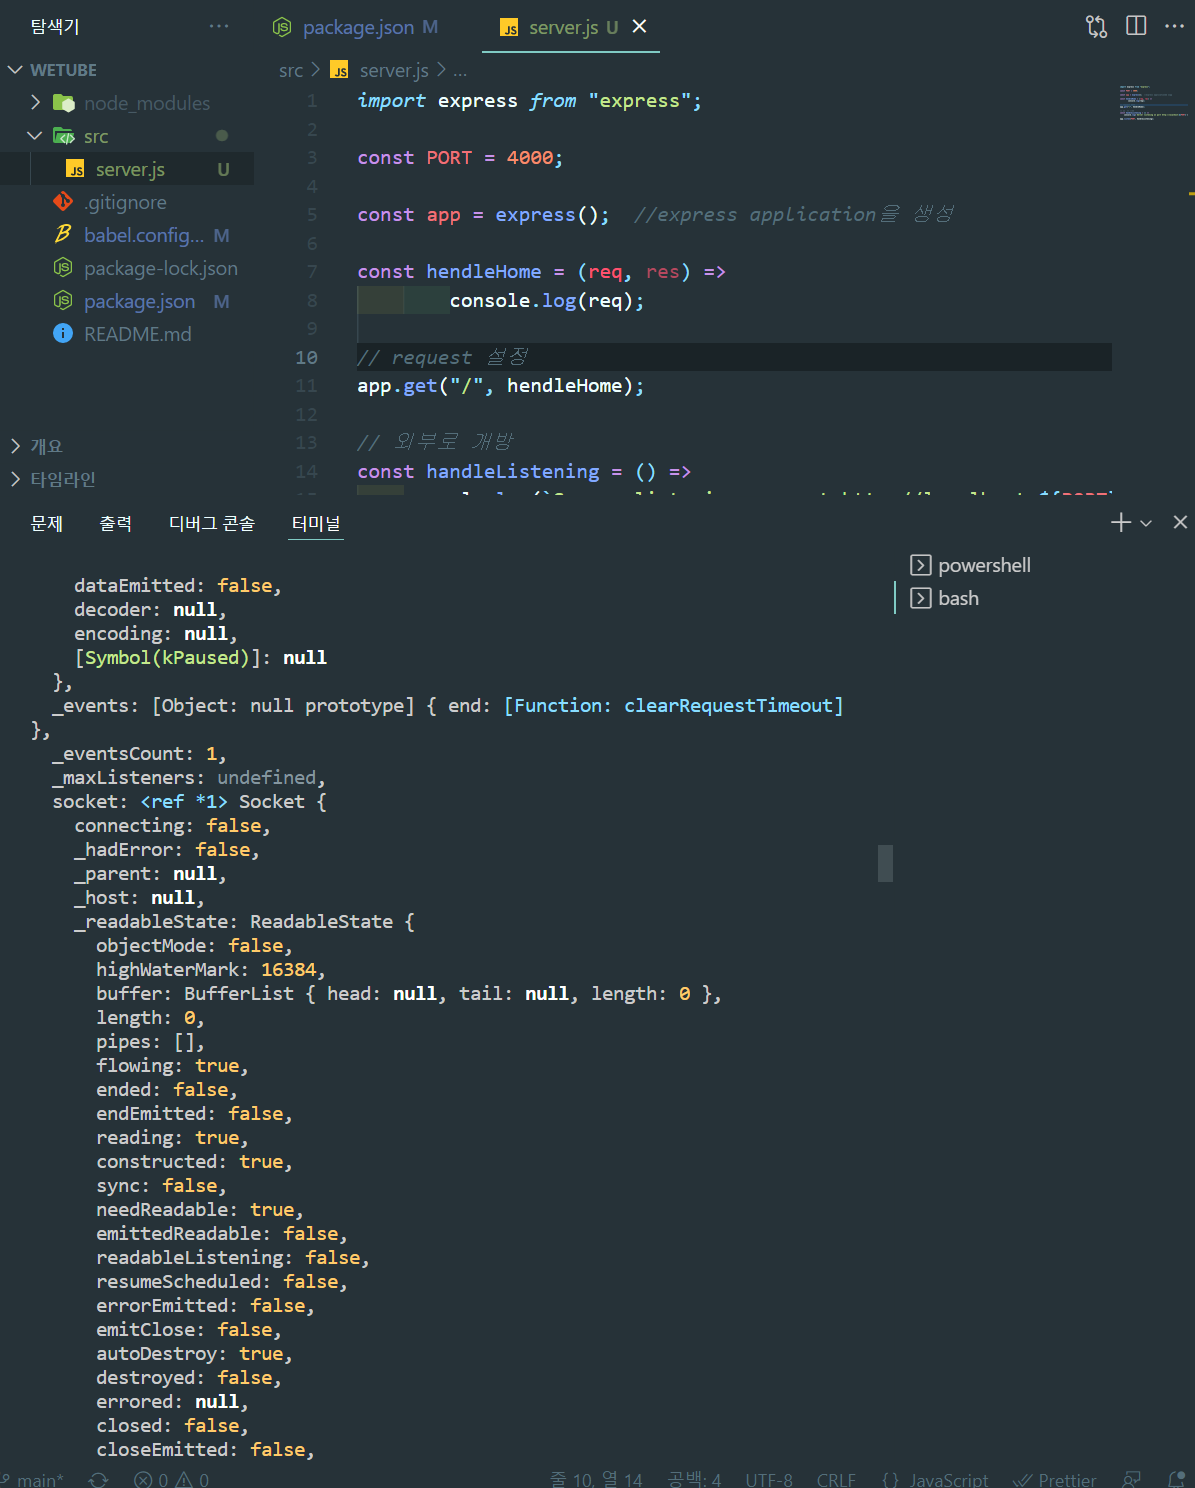 탐색기 ···
package.json M
server.js U
WETUBE
node_modules
src
server.js U
.gitignore
babel.config... M
package-lock.json
package.json M
README.md
개요
타임라인
src > server.js > ...
1 import express from "express";
2
3 const PORT = 4000;
4
5 const app = express();  //express application을 생성
6
7 const hendleHome = (req, res) =>
8 console.log(req);
9
10 // request 설정
11 app.get("/", hendleHome);
12
13 // 외부로 개방
14 const handleListening = () =>
문제 출력 디버그 콘솔 터미널
powershell
bash
dataEmitted: false,
decoder: null,
encoding: null,
[Symbol(kPaused)]: null
},
_events: [Object: null prototype] { end: [Function: clearRequestTimeout]
},
_eventsCount: 1,
_maxListeners: undefined,
socket: <ref *1> Socket {
connecting: false,
_hadError: false,
_parent: null,
_host: null,
_readableState: ReadableState {
objectMode: false,
highWaterMark: 16384,
buffer: BufferList { head: null, tail: null, length: 0 },
length: 0,
pipes: [],
flowing: true,
ended: false,
endEmitted: false,
reading: true,
constructed: true,
sync: false,
needReadable: true,
emittedReadable: false,
readableListening: false,
resumeScheduled: false,
errorEmitted: false,
emitClose: false,
autoDestroy: true,
destroyed: false,
errored: null,
closed: false,
closeEmitted: false,
main* 0 0 줄 10, 열 14 공백: 4 UTF-8 CRLF {} JavaScript Prettier